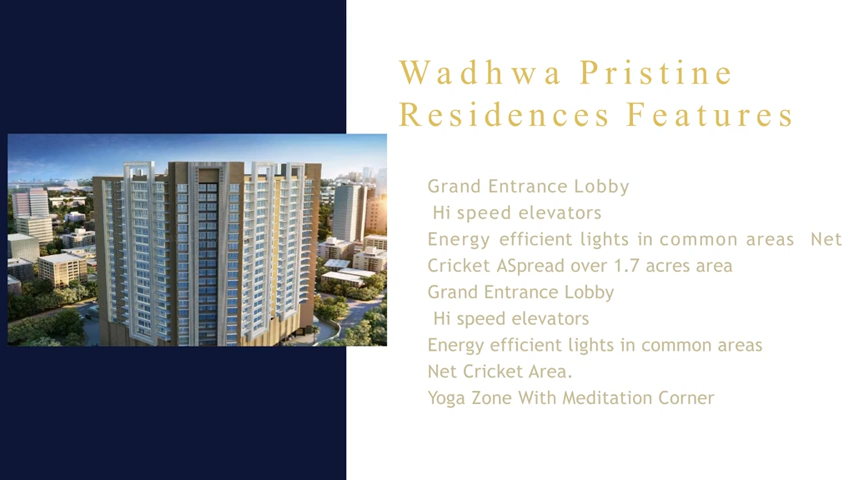 Wadhwa Pristine
Residences Features
Grand Entrance Lobby
Hi speed elevators
Energy efficient lights in common areas Net
Cricket ASpread over 1.7 acres area
Grand Entrance Lobby
Hi speed elevators
Energy efficient lights in common areas
Net Cricket Area.
Yoga Zone With Meditation Corner